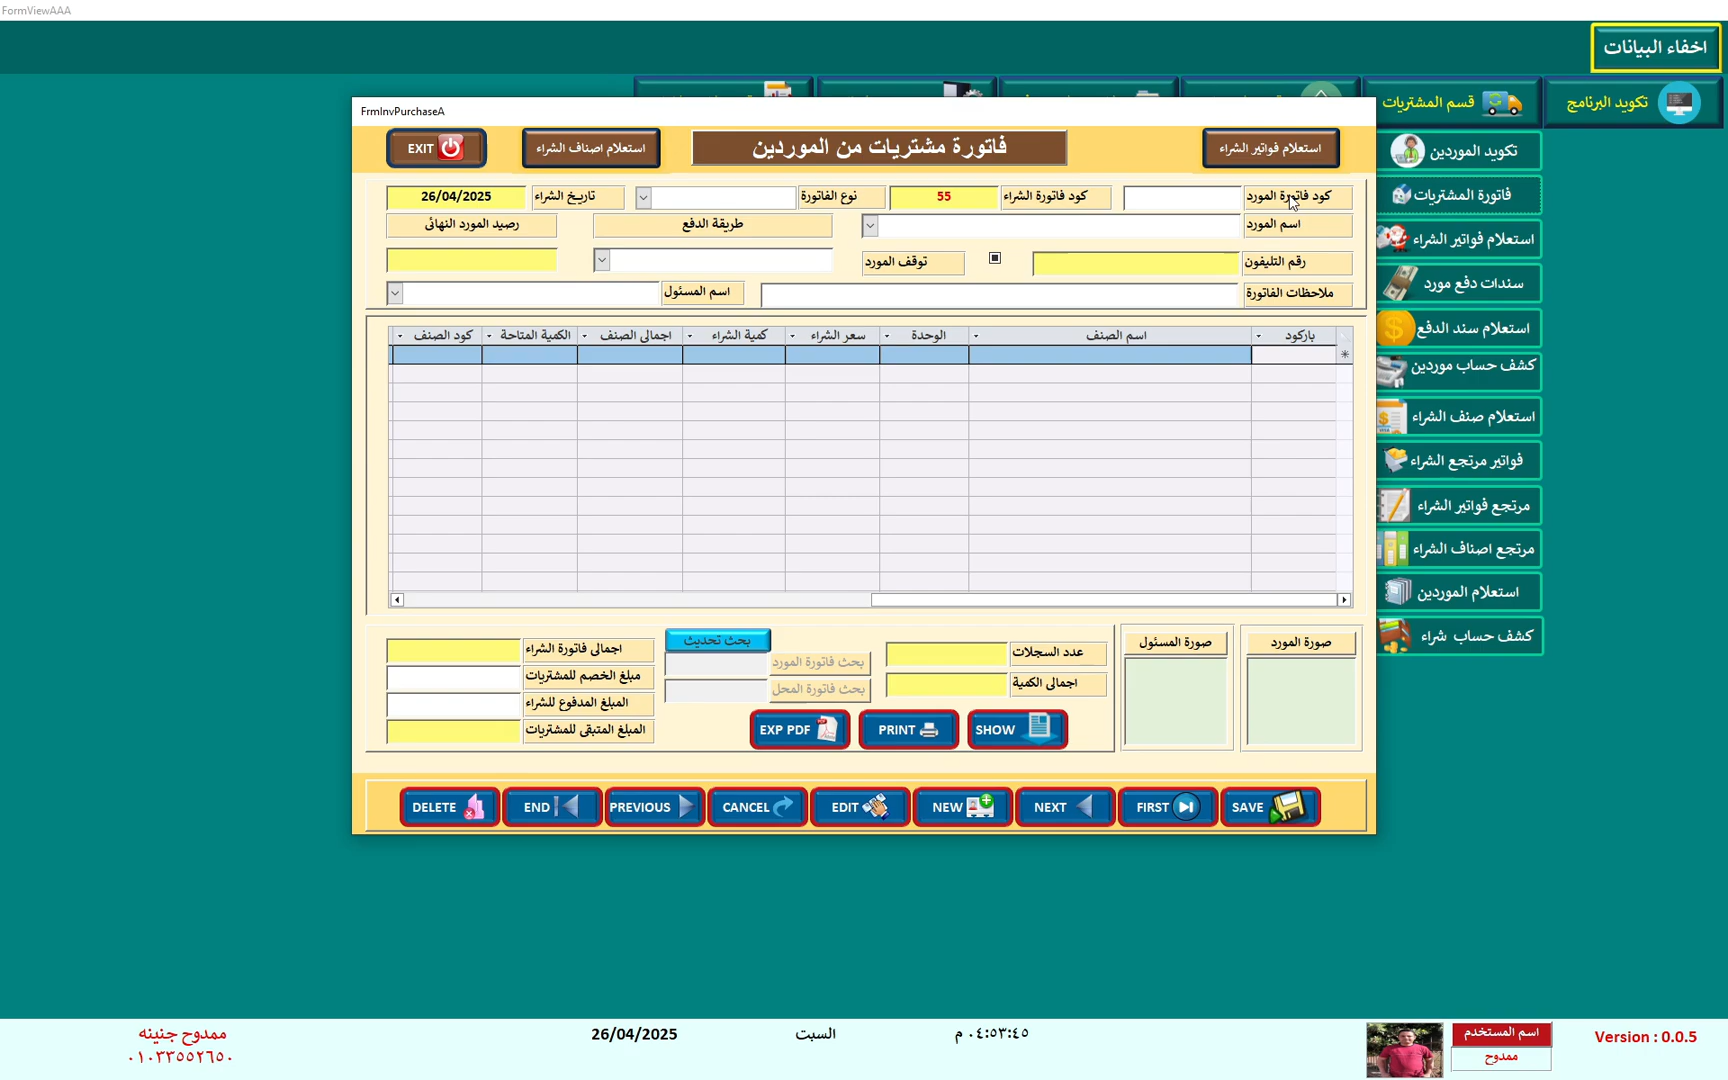 FormViewAAA
اخفاء البيانات
تكويد البرنامج
قسم المشتريات
FrmInvPurchaseA
استعلام فواتير الشراء
فاتورة مشتريات من الموردين
استعلام اصناف الشراء
EXIT
كود فاتورة المورد
كود فاتورة الشراء
55
نوع الفاتورة
تاريخ الشراء
26/04/2025
اسم المورد
طريقة الدفع
رصيد المورد النهائى
رقم التليفون
توقف المورد
ملاحظات الفاتورة
اسم المسئول
باركود
اسم الصنف
الوحدة
سعر الشراء
كمية الشراء
اجمالى الصنف
الكمية المتاحة
كود الصنف
تكويد الموردين
فاتورة المشتريات
استعلام فواتير الشراء
سندات دفع مورد
استعلام سند الدفع
كشف حساب موردين
استعلام صنف الشراء
فواتير مرتجع الشراء
مرتجع فواتير الشراء
مرتجع اصناف الشراء
استعلام الموردين
كشف حساب شراء
صورة المورد
صورة المسئول
عدد السجلات
اجمالى الكمية
بحث تحديث
بحث فاتورة المورد
بحث فاتورة المحل
اجمالى فاتورة الشراء
مبلغ الخصم للمشتريات
المبلغ المدفوع للشراء
المبلغ المتبقى للمشتريات
SHOW
PRINT
EXP PDF
SAVE
FIRST
NEXT
NEW
EDIT
CANCEL
PREVIOUS
END
DELETE
Version : 0.0.5
اسم المستخدم
ممدوح
٠٤:٥٣:٤٥ م
السبت
26/04/2025
ممدوح جنينه
٠١٠٣٣٥٥٢٦٥٠